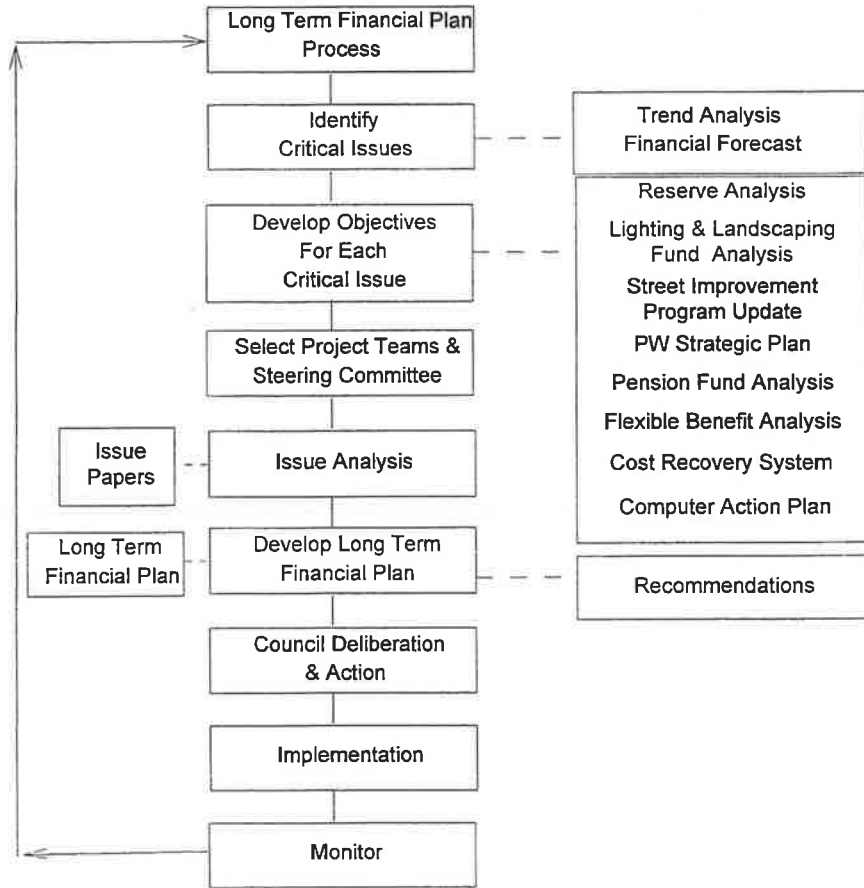 Long Term Financial Plan
Process
Identify
Critical Issues
Trend Analysis
Financial Forecast
Develop Objectives
For Each
Critical Issue
Reserve Analysis
Lighting & Landscaping
Fund Analysis
Street Improvement
Program Update
PW Strategic Plan
Pension Fund Analysis
Flexible Benefit Analysis
Cost Recovery System
Computer Action Plan
Select Project Teams &
Steering Committee
Issue
Papers
Issue Analysis
Long Term
Financial Plan
Develop Long Term
Financial Plan
Recommendations
Council Deliberation
& Action
Implementation
Monitor